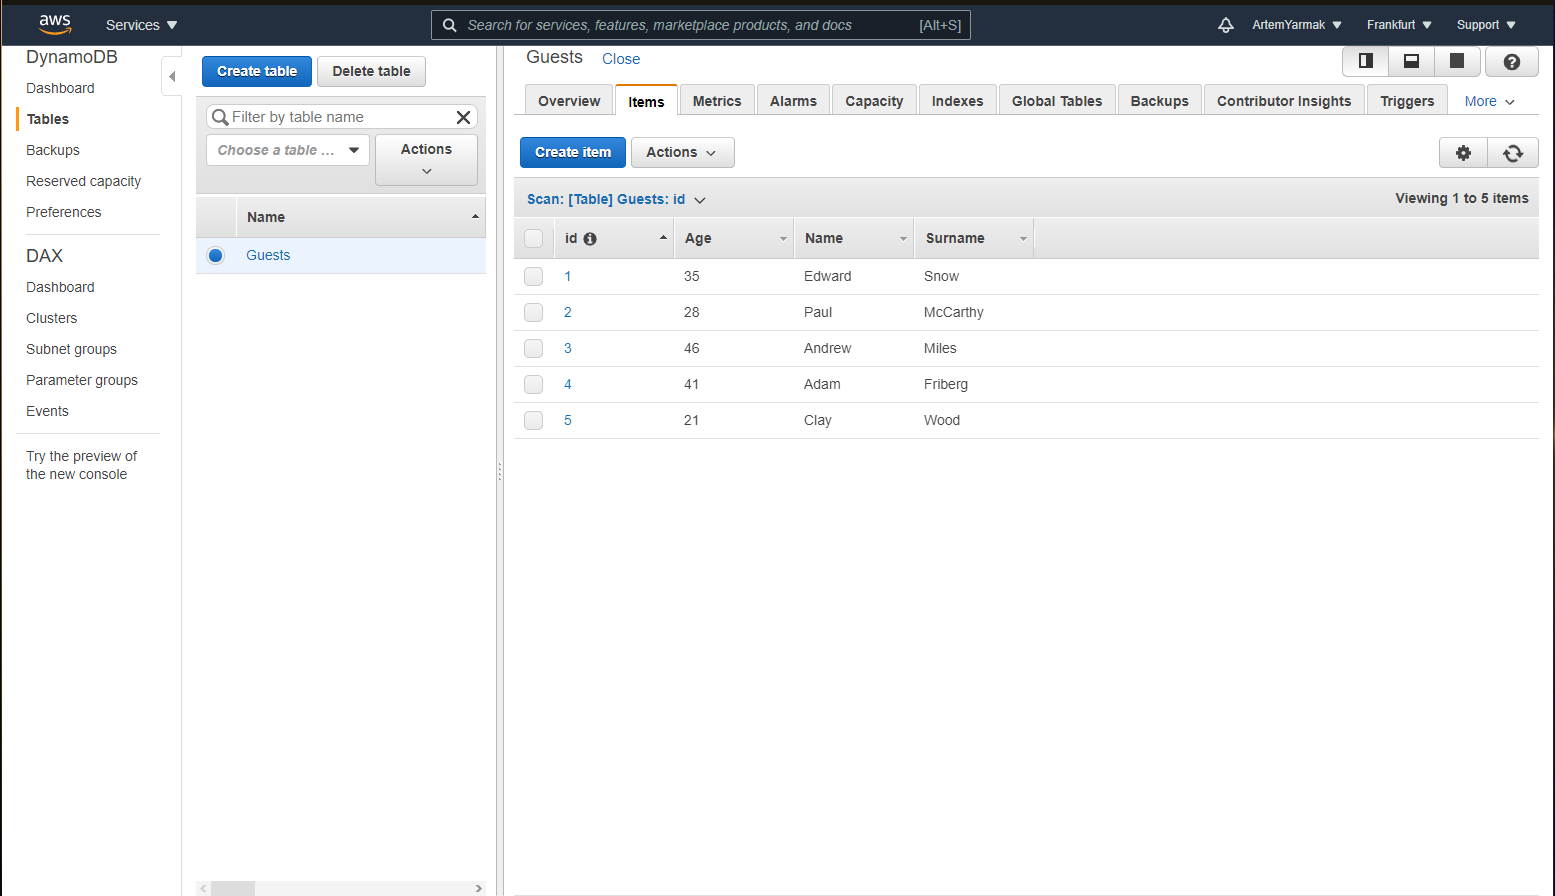 aws
Services
Search for services, features, marketplace products, and docs [Alt+S]
ArtemYarmak
Frankfurt
Support
DynamoDB
Dashboard
Tables
Backups
Reserved capacity
Preferences
DAX
Dashboard
Clusters
Subnet groups
Parameter groups
Events
Try the preview of
the new console
Create table
Delete table
Filter by table name
Choose a table ...
Actions
Name
Guests
Guests Close
Overview Items Metrics Alarms Capacity Indexes Global Tables Backups Contributor Insights Triggers More
Create item Actions
Scan: [Table] Guests: id
Viewing 1 to 5 items
id Age Name Surname
1 35 Edward Snow
2 28 Paul McCarthy
3 46 Andrew Miles
4 41 Adam Friberg
5 21 Clay Wood